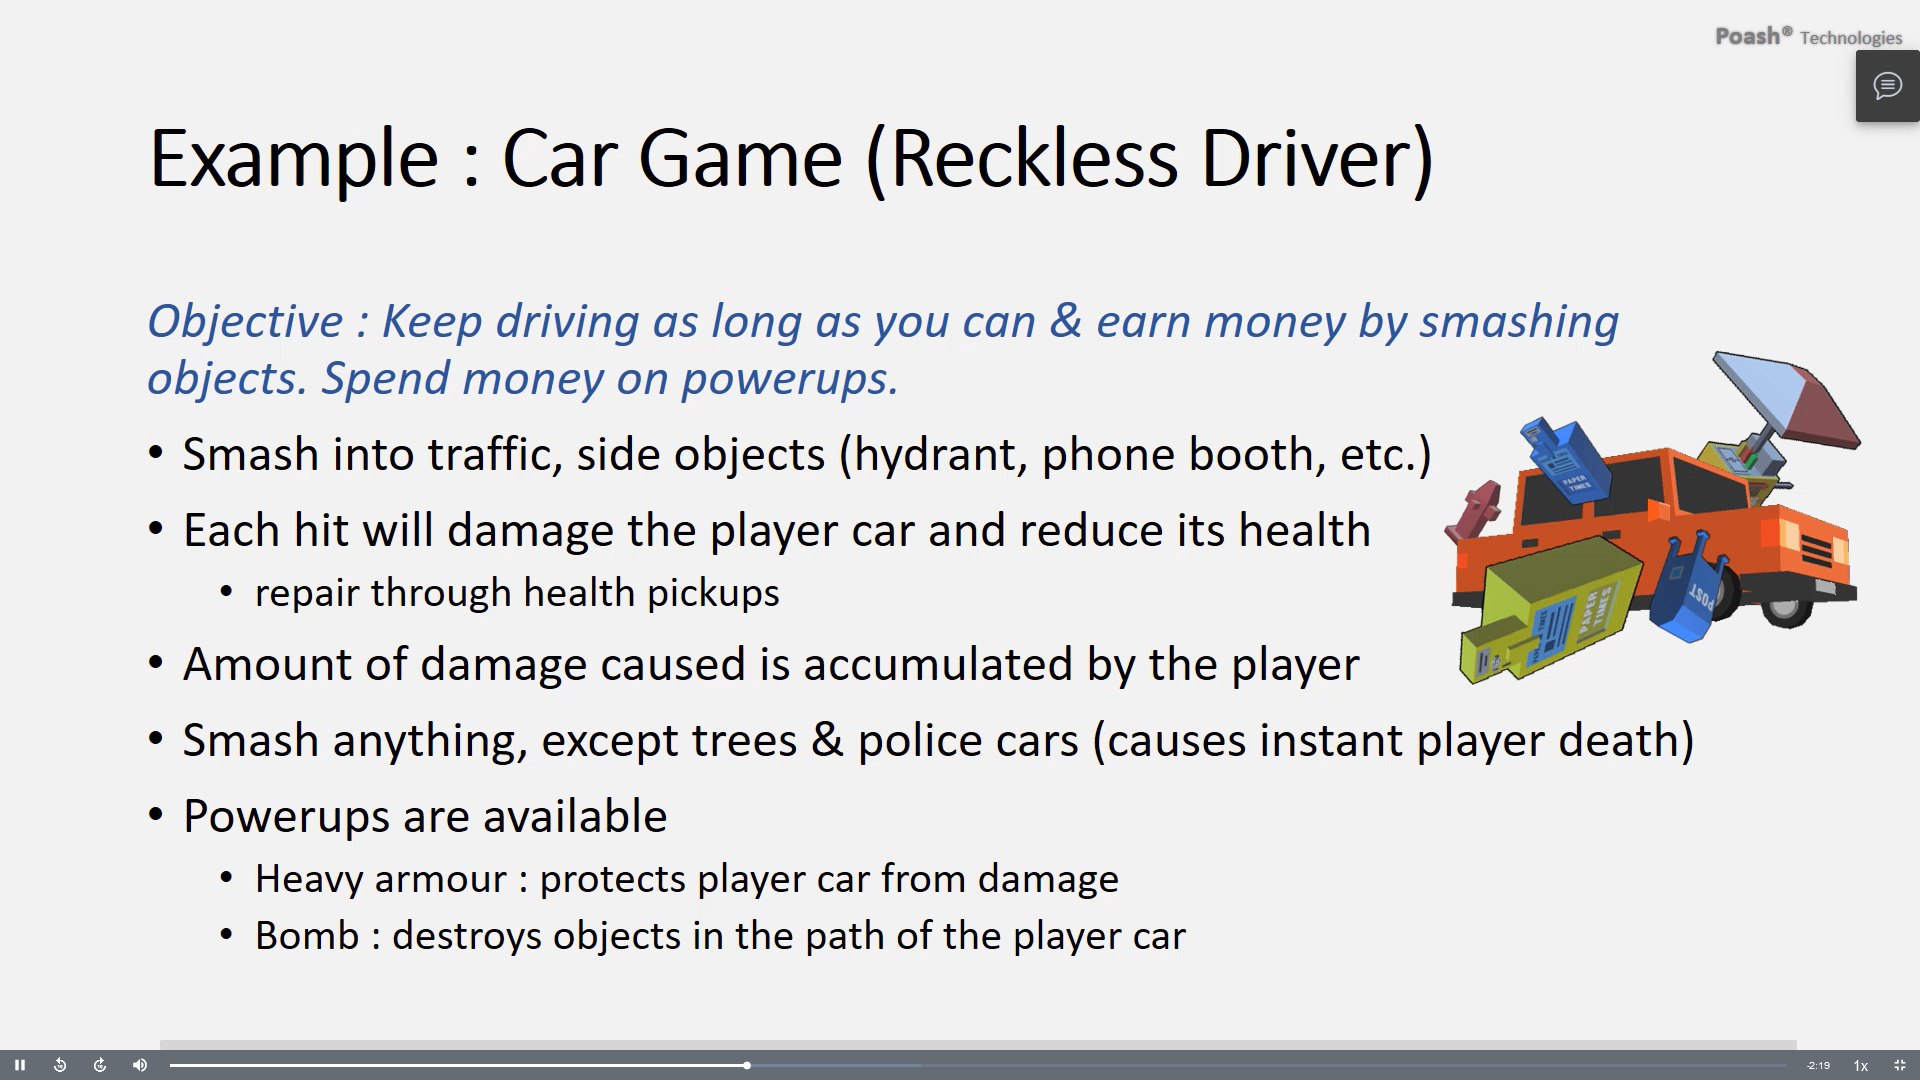 Poash® Technologies
Example : Car Game (Reckless Driver)
Objective : Keep driving as long as you can & earn money by smashing
objects. Spend money on powerups.
• Smash into traffic, side objects (hydrant, phone booth, etc.)
• Each hit will damage the player car and reduce its health
• repair through health pickups
• Amount of damage caused is accumulated by the player
• Smash anything, except trees & police cars (causes instant player death)
• Powerups are available
• Heavy armour : protects player car from damage
• Bomb : destroys objects in the path of the player car
PAPER
TIMES
PAPER
TIMES
POST
-2:19
1x